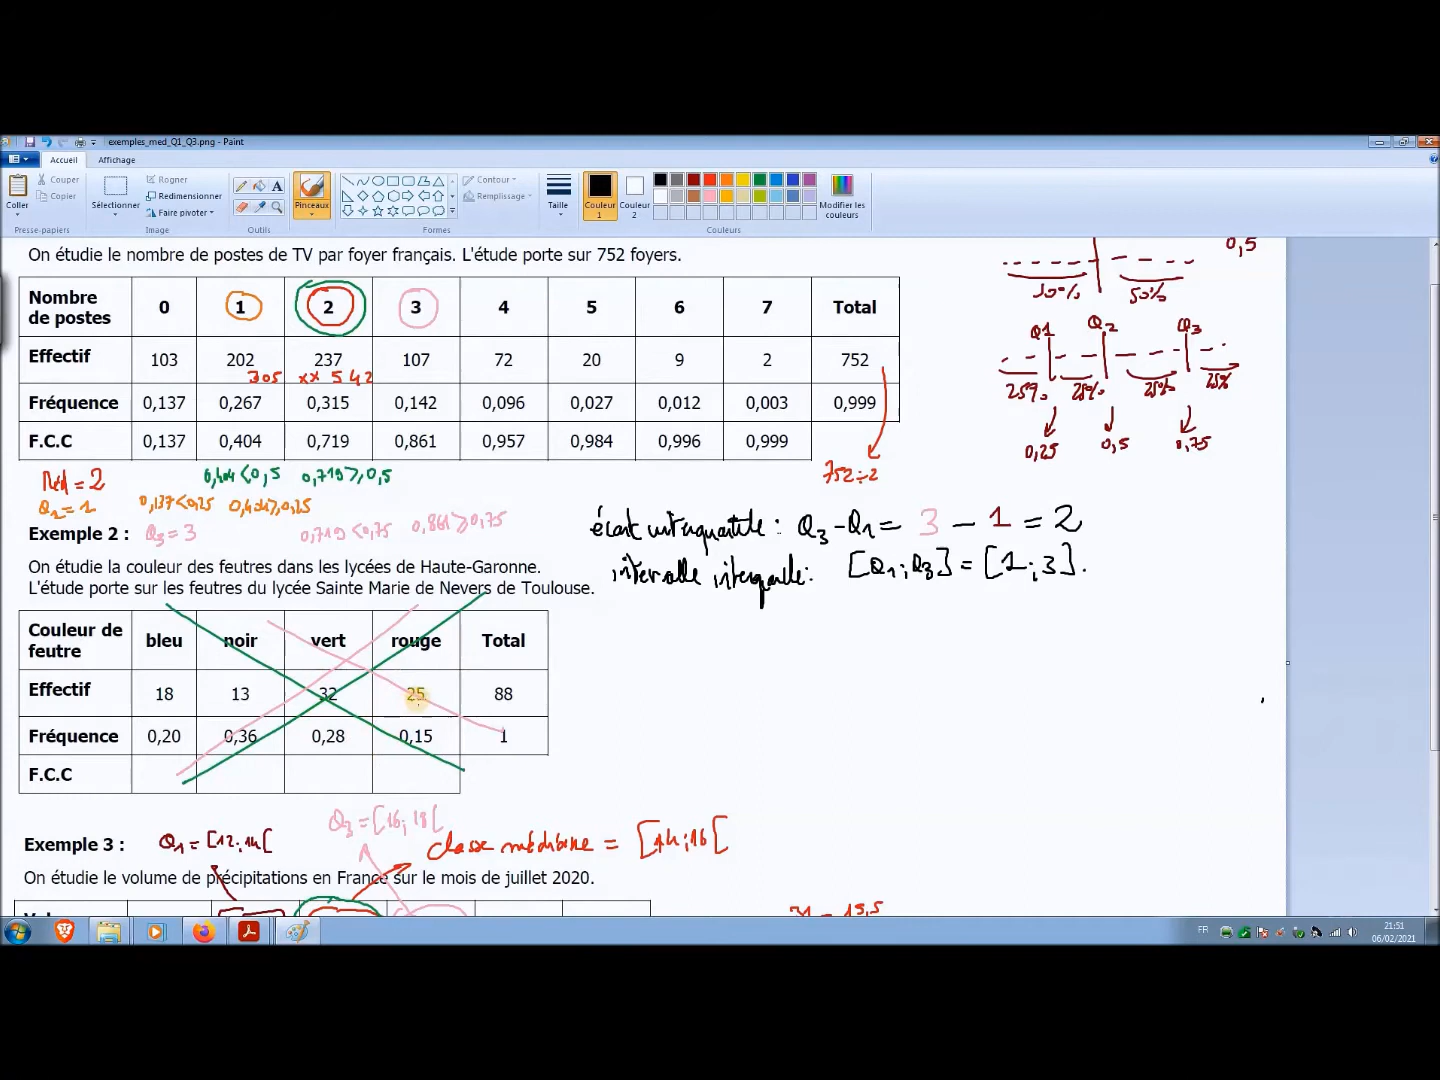 exemples_med_Q1_Q3.png - Paint
Accueil Affichage
Coller
Couper
Copier
Presse-papiers
Sélectionner
Rogner
Redimensionner
Faire pivoter
Image
Outils
Pinceaux
Contour
Remplissage
Formes
Taille
Couleur 1
Couleur 2
Modifier les couleurs
Couleurs
On étudie le nombre de postes de TV par foyer français. L'étude porte sur 752 foyers.
Nombre de postes 0 1 2 3 4 5 6 7 Total
Effectif 103 202 237 107 72 20 9 2 752
305 xx 542
Fréquence 0,137 0,267 0,315 0,142 0,096 0,027 0,012 0,003 0,999
F.C.C 0,137 0,404 0,719 0,861 0,957 0,984 0,996 0,999
752÷2
Méd = 2
0,404 < 0,5 0,719 ⩾ 0,5
0,137 < 0,25
Q3 = 3
0,719 < 0,75 0,861 ⩾ 0,75
0,5
50%
Q1 Q2 Q3
25% 25% 25% 25%
0,25 0,5 0,75
écart interquartile : Q3 - Q1 = 3 - 1 = 2
intervalle : [Q1 ; Q3] = [1 ; 3].
Exemple 2 :
On étudie la couleur des feutres dans les lycées de Haute-Garonne.
L'étude porte sur les feutres du lycée Sainte Marie de Nevers de Toulouse.
Couleur de feutre bleu noir vert rouge Total
Effectif 18 13 32 25 88
Fréquence 0,20 0,36 0,28 0,15 1
F.C.C
Q3 = [16 ; 18[
Exemple 3 : Q1 = [12 ; 14[ classe médiane = [14 ; 16[
On étudie le volume de précipitations en France sur le mois de juillet 2020.
FR
21:51
06/02/2021